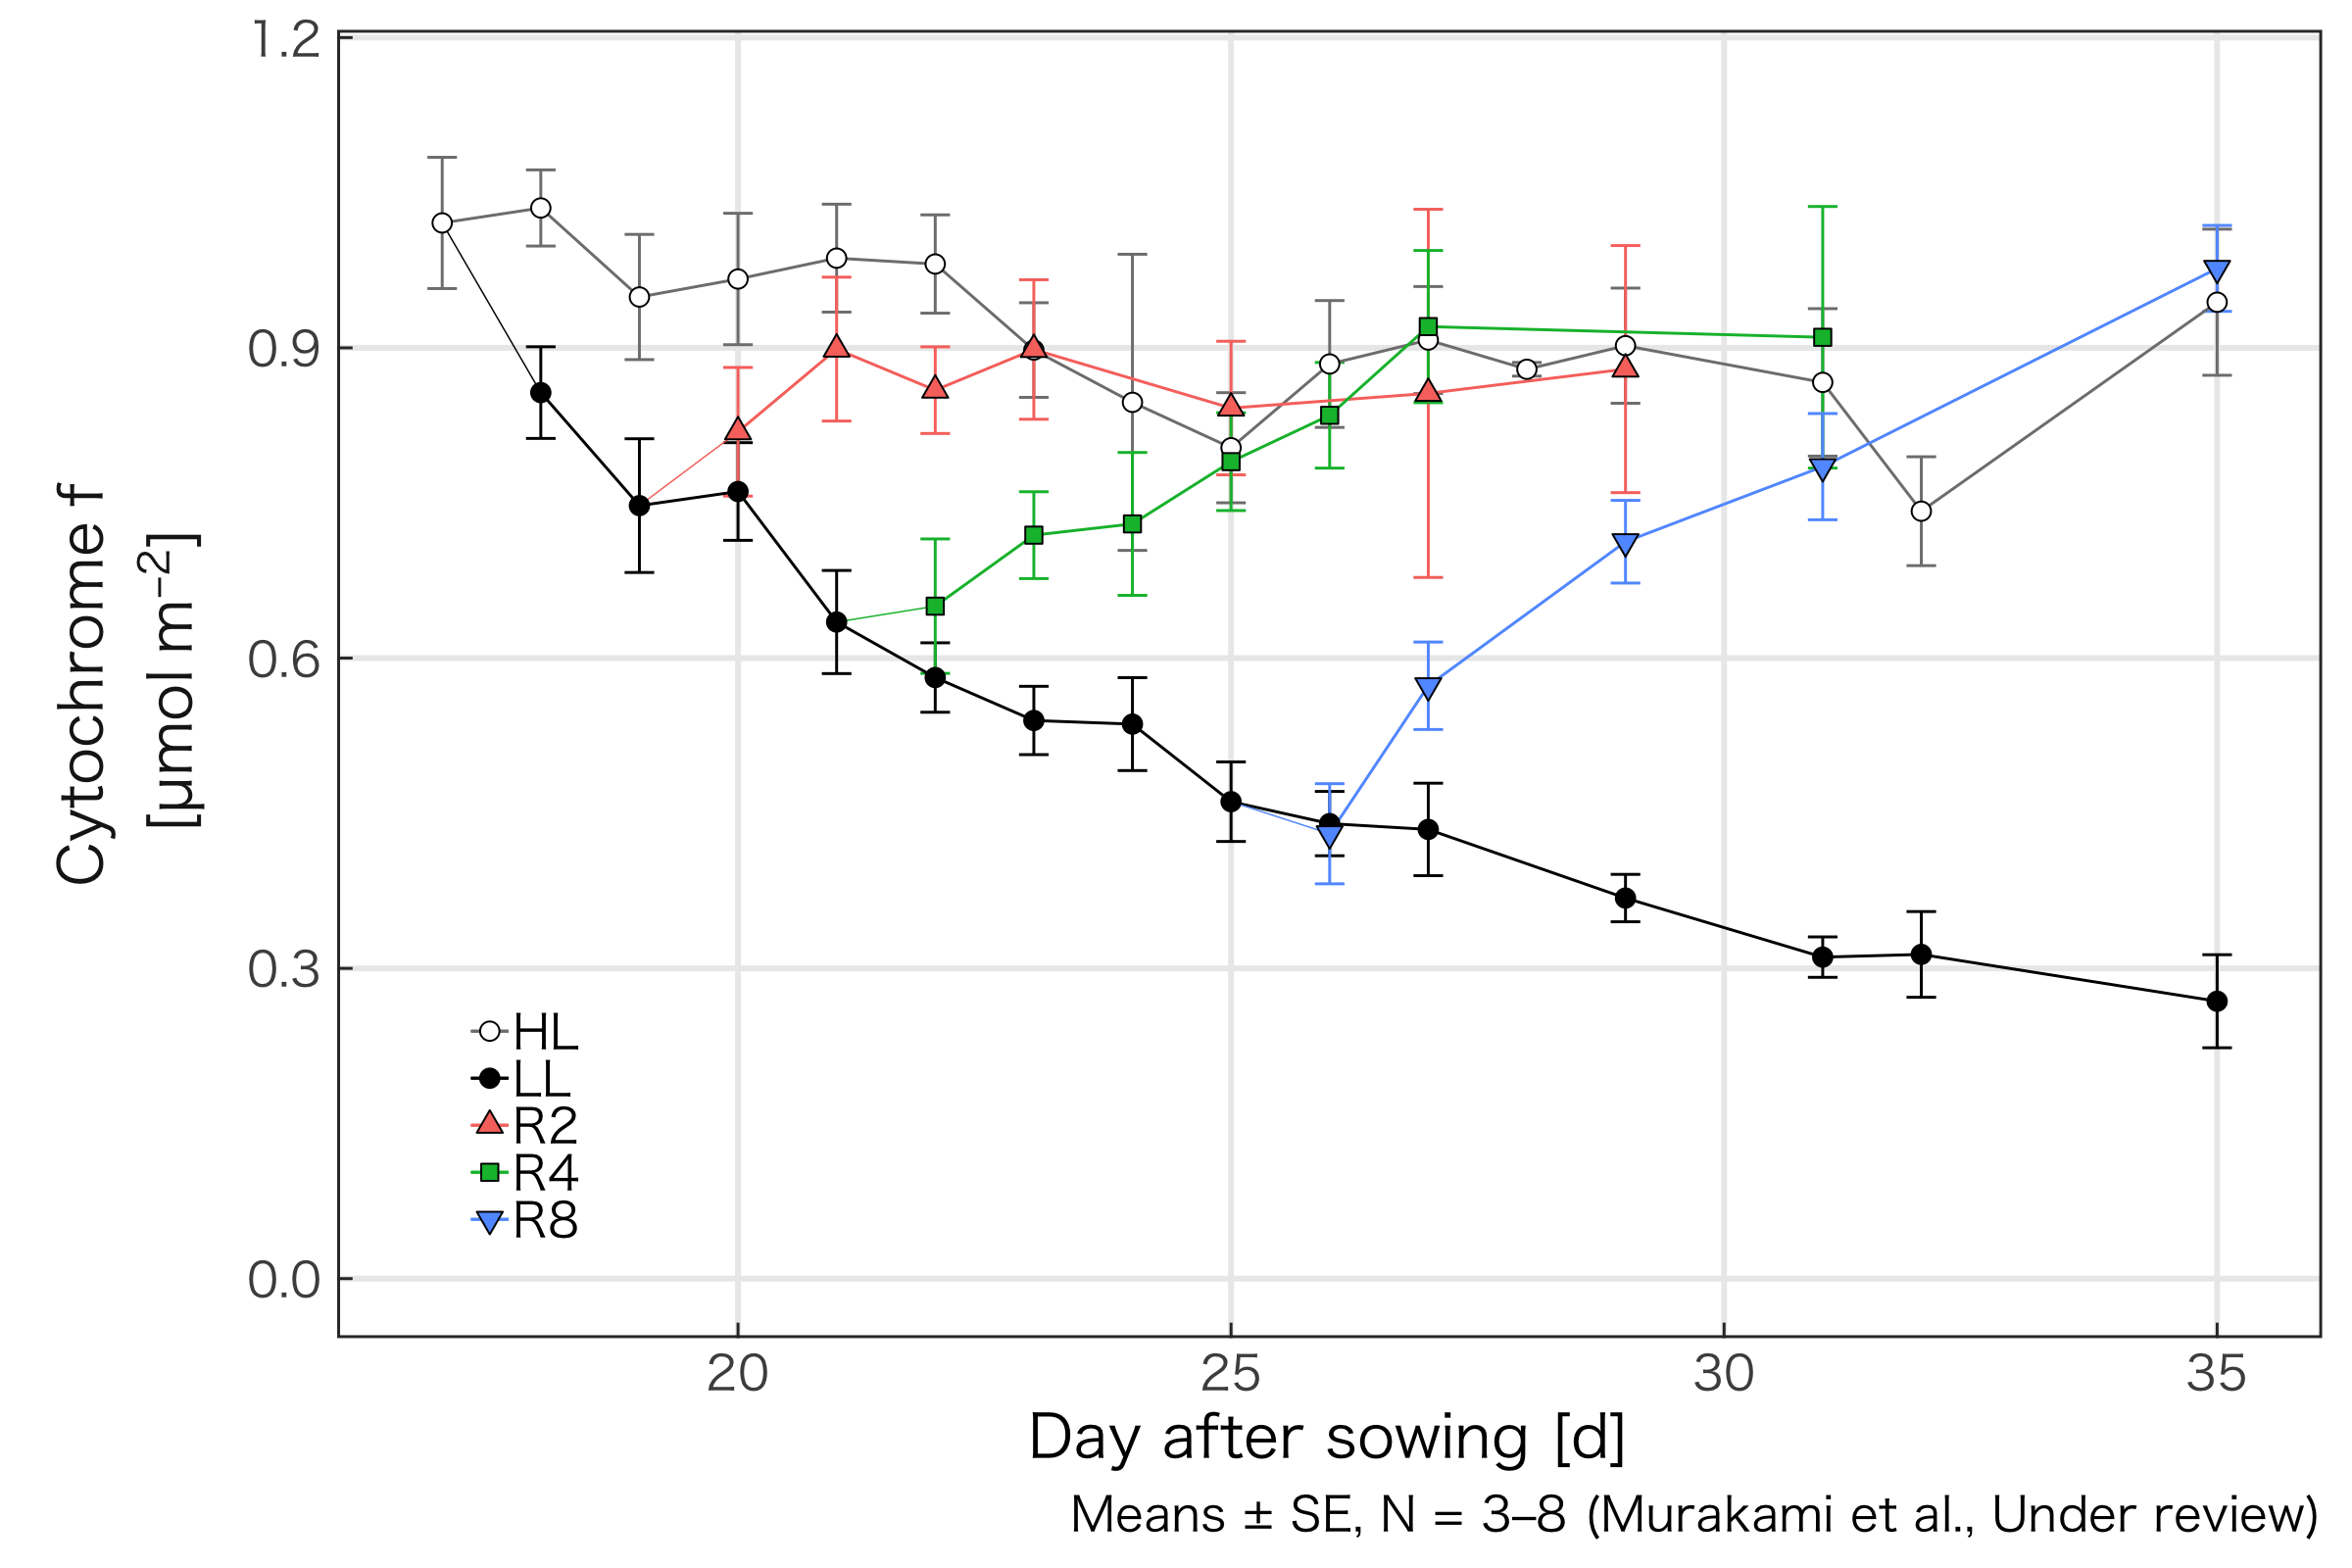 1.2
0.9
0.6
0.3
0.0
Cytochrome f
[µmol m⁻²]
HL
LL
R2
R4
R8
20 25 30 35
Day after sowing [d]
Means ± SE, N = 3–8 (Murakami et al., Under review)